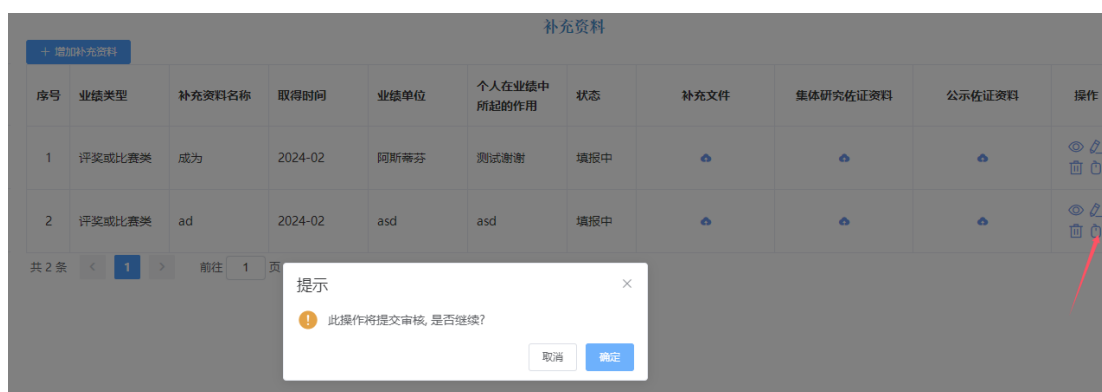 补充资料
+ 增加补充资料
序号 业绩类型 补充资料名称 取得时间 业绩单位 个人在业绩中所起的作用 状态 补充文件 集体研究佐证资料 公示佐证资料 操作
1 评奖或比赛类 成为 2024-02 阿斯蒂芬 测试谢谢 填报中
2 评奖或比赛类 ad 2024-02 asd asd 填报中
共 2 条 < 1 > 前往 1 页
提示
此操作将提交审核, 是否继续?
取消 确定